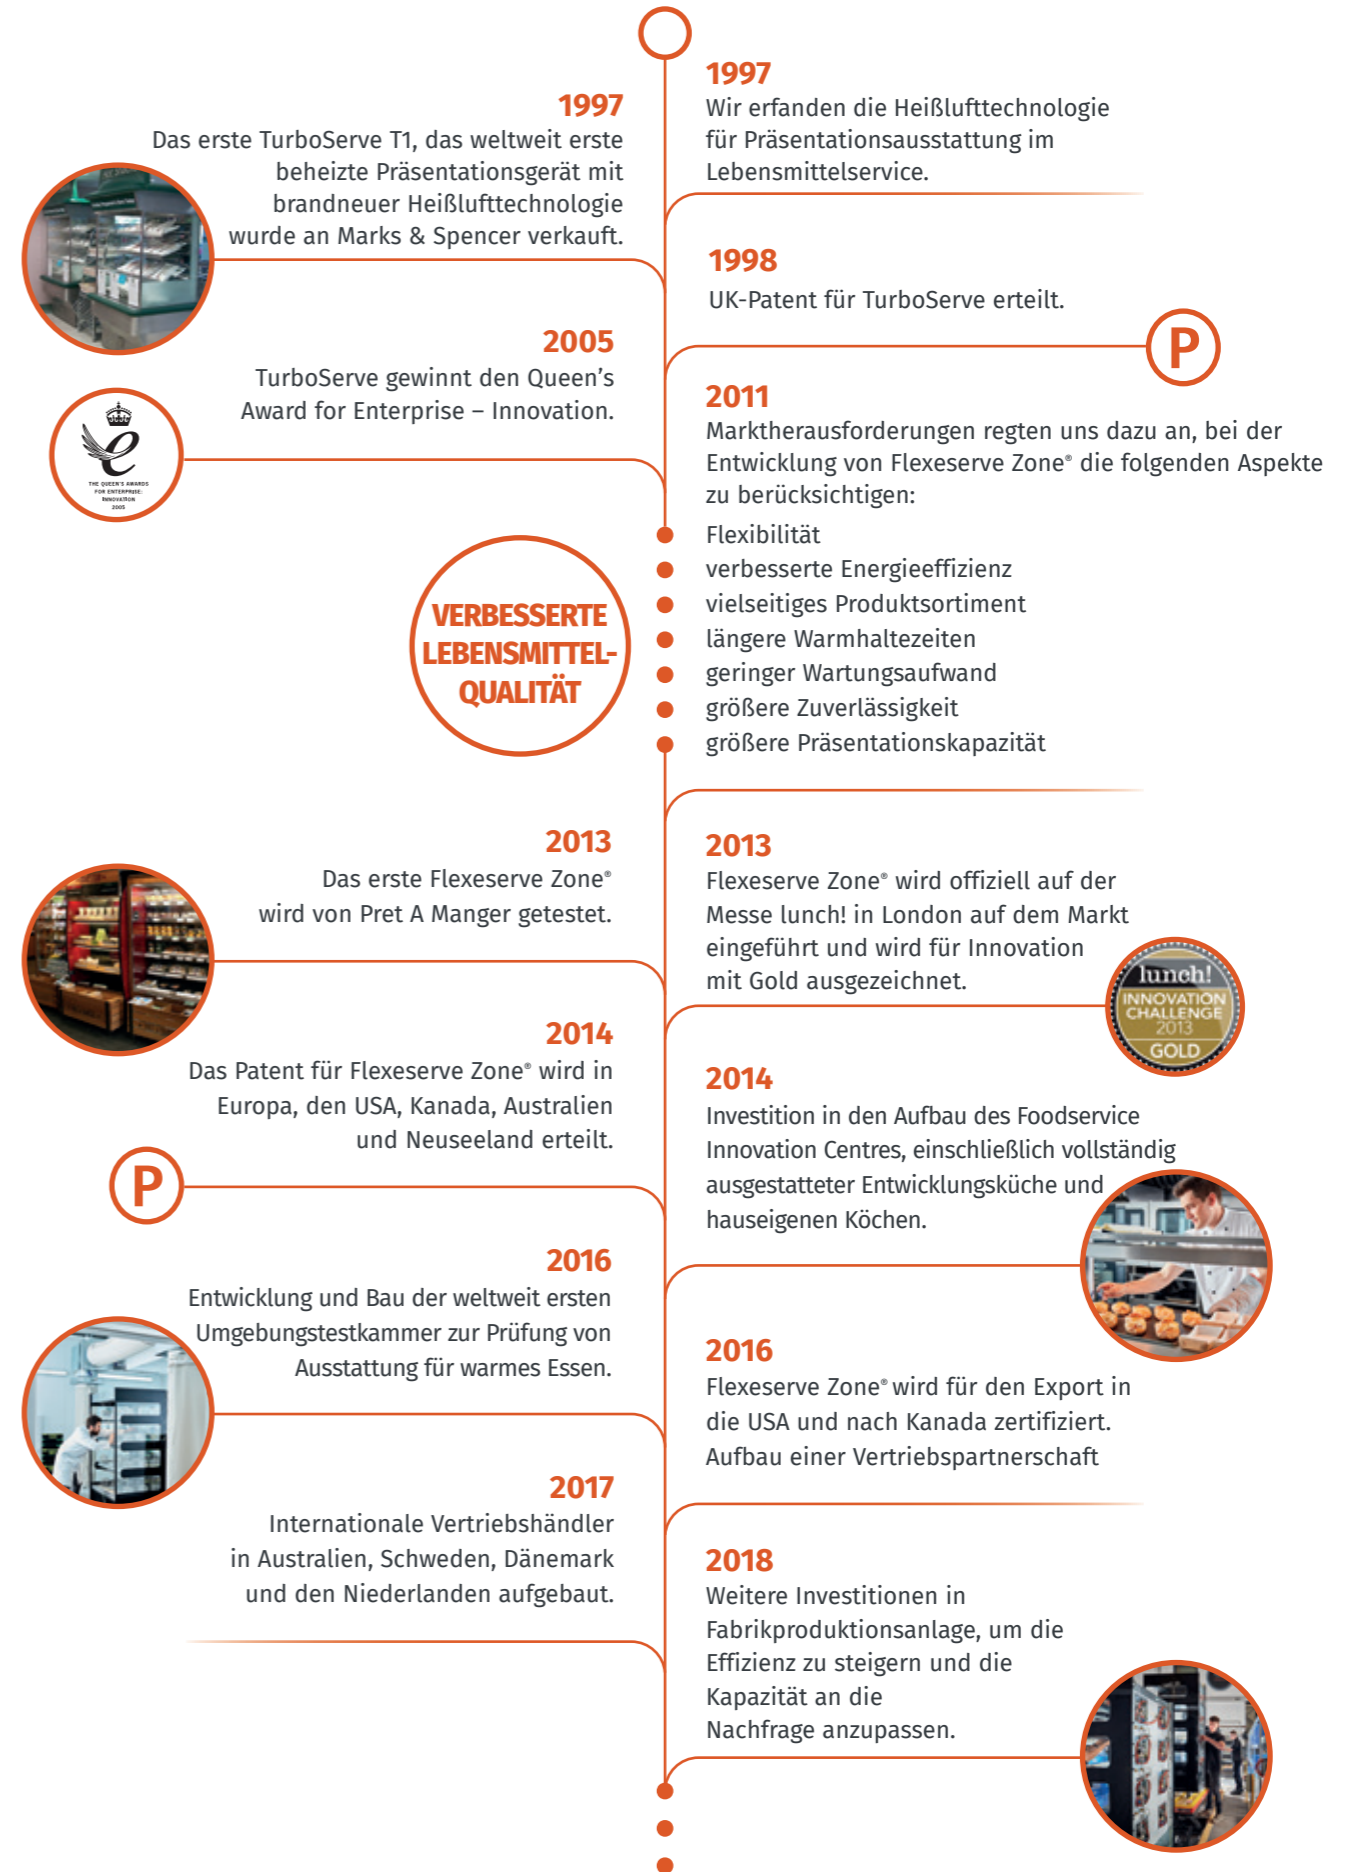 1997
Wir erfanden die Heißlufttechnologie
für Präsentationsausstattung im
Lebensmittelservice.
1997
Das erste TurboServe T1, das weltweit erste
beheizte Präsentationsgerät mit
brandneuer Heißlufttechnologie
wurde an Marks & Spencer verkauft.
1998
UK-Patent für TurboServe erteilt.
P
2005
TurboServe gewinnt den Queen’s
Award for Enterprise – Innovation.
e
THE QUEEN'S AWARDS
FOR ENTERPRISE:
INNOVATION
2005
2011
Marktherausforderungen regten uns dazu an, bei der
Entwicklung von Flexeserve Zone® die folgenden Aspekte
zu berücksichtigen:
Flexibilität
verbesserte Energieeffizienz
vielseitiges Produktsortiment
längere Warmhaltezeiten
geringer Wartungsaufwand
größere Zuverlässigkeit
größere Präsentationskapazität
VERBESSERTE
LEBENSMITTEL-
QUALITÄT
2013
Das erste Flexeserve Zone®
wird von Pret A Manger getestet.
2013
Flexeserve Zone® wird offiziell auf der
Messe lunch! in London auf dem Markt
eingeführt und wird für Innovation
mit Gold ausgezeichnet.
lunch!
INNOVATION
CHALLENGE
2013
GOLD
2014
Das Patent für Flexeserve Zone® wird in
Europa, den USA, Kanada, Australien
und Neuseeland erteilt.
P
2014
Investition in den Aufbau des Foodservice
Innovation Centres, einschließlich vollständig
ausgestatteter Entwicklungsküche und
hauseigenen Köchen.
2016
Entwicklung und Bau der weltweit ersten
Umgebungstestkammer zur Prüfung von
Ausstattung für warmes Essen.
2016
Flexeserve Zone® wird für den Export in
die USA und nach Kanada zertifiziert.
Aufbau einer Vertriebspartnerschaft
2017
Internationale Vertriebshändler
in Australien, Schweden, Dänemark
und den Niederlanden aufgebaut.
2018
Weitere Investitionen in
Fabrikproduktionsanlage, um die
Effizienz zu steigern und die
Kapazität an die
Nachfrage anzupassen.